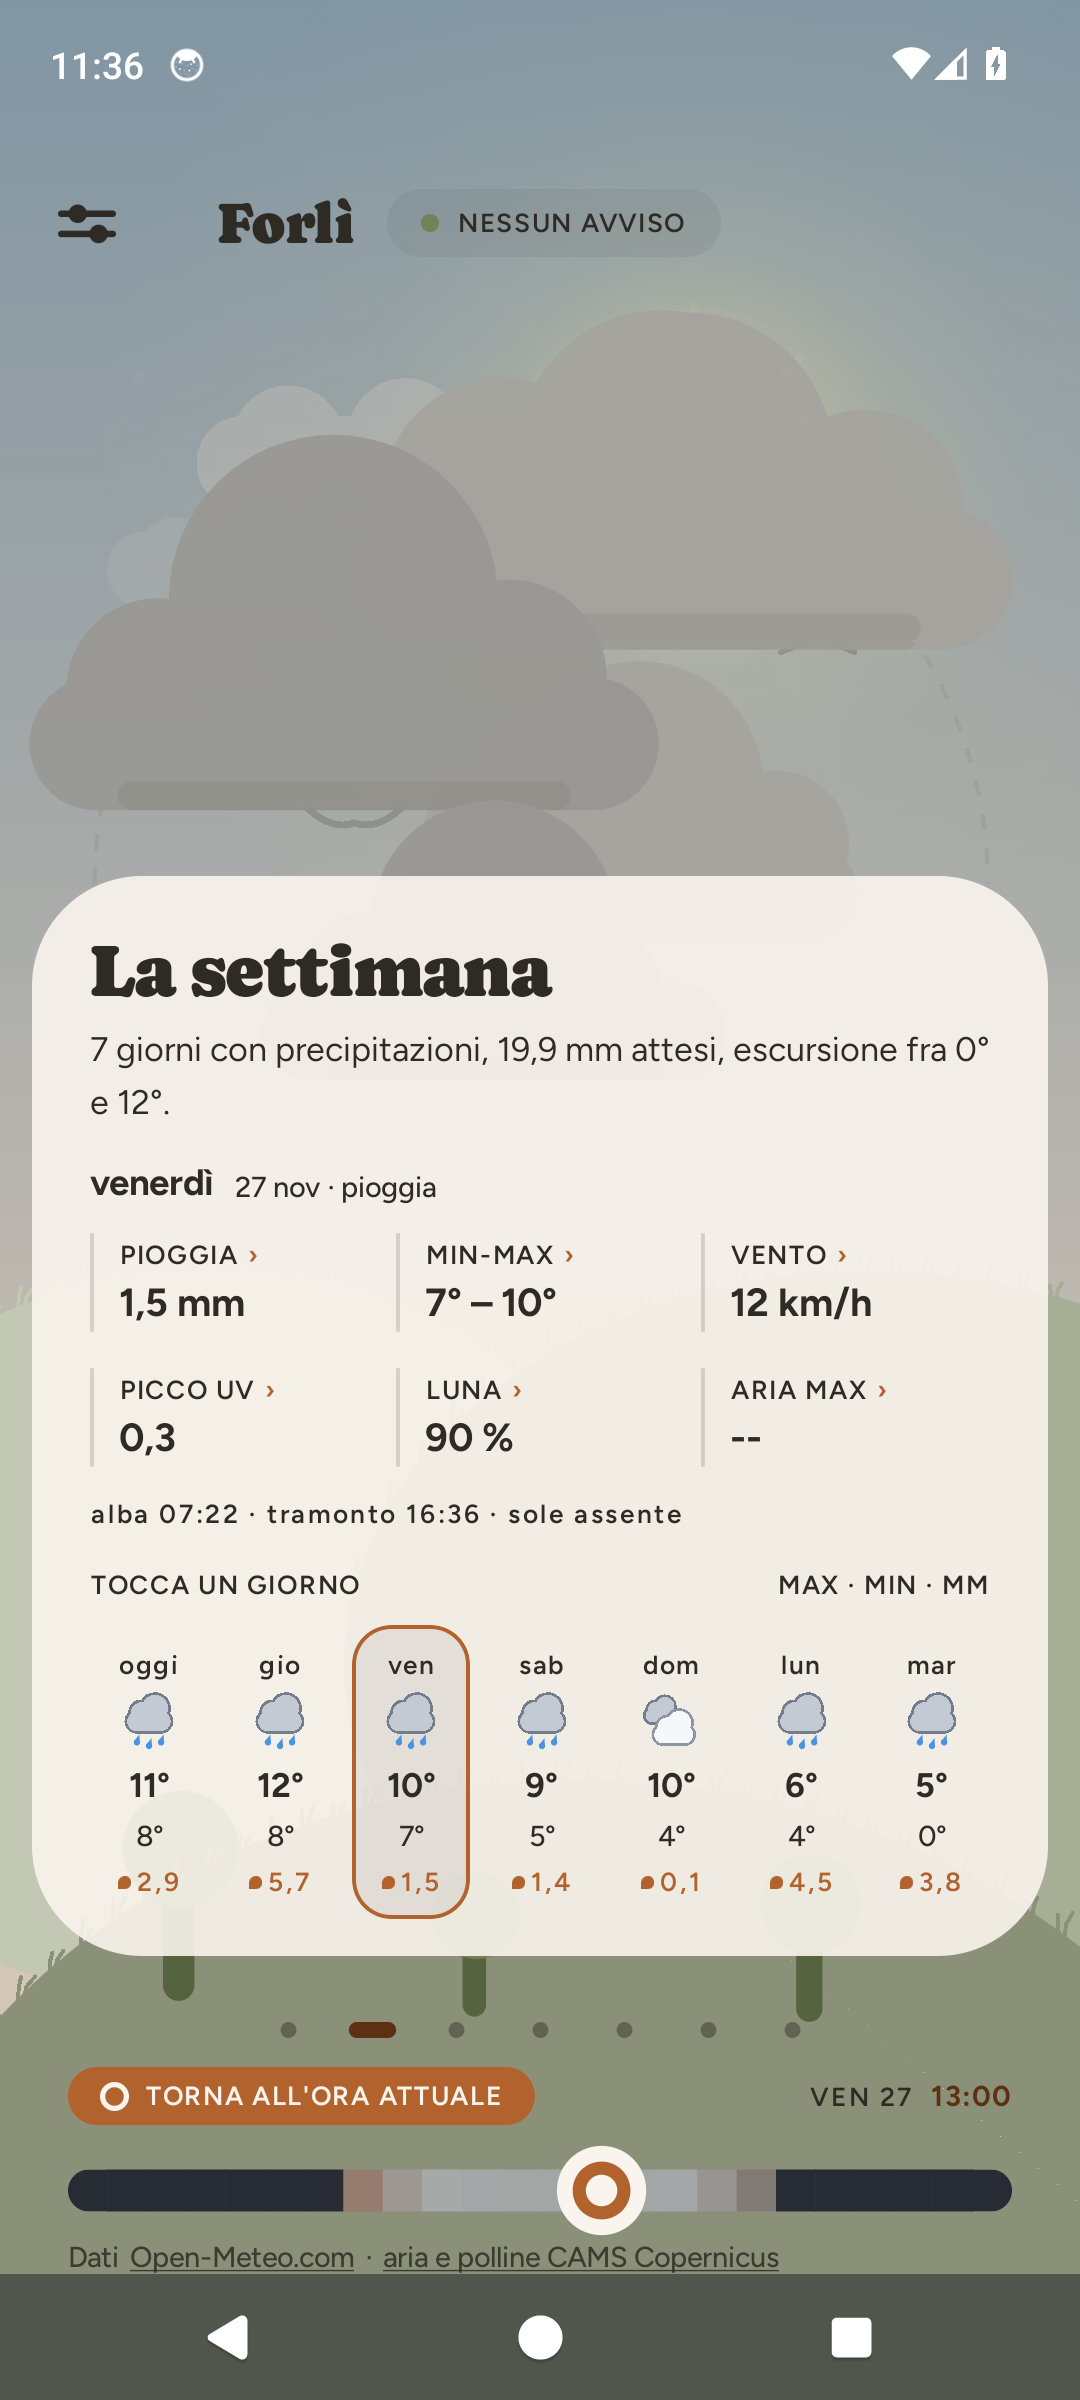 11:36
Forlì
NESSUN AVVISO
La settimana
7 giorni con precipitazioni, 19,9 mm attesi, escursione fra 0°
e 12°.
venerdì 27 nov · pioggia
PIOGGIA › MIN-MAX › VENTO ›
1,5 mm 7° – 10° 12 km/h
PICCO UV › LUNA › ARIA MAX ›
0,3 90 % --
alba 07:22 · tramonto 16:36 · sole assente
TOCCA UN GIORNO MAX · MIN · MM
oggi gio ven sab dom lun mar
11° 12° 10° 9° 10° 6° 5°
8° 8° 7° 5° 4° 4° 0°
2,9 5,7 1,5 1,4 0,1 4,5 3,8
TORNA ALL'ORA ATTUALE VEN 27 13:00
Dati Open-Meteo.com · aria e polline CAMS Copernicus